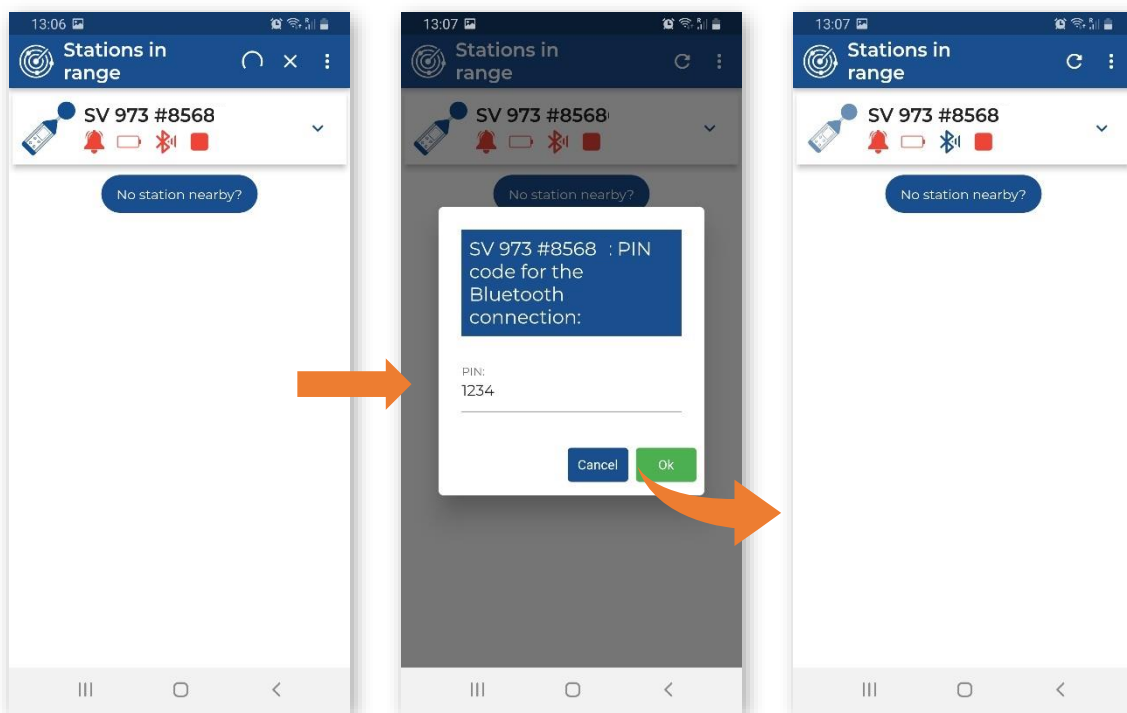 13:06
Stations in
range
SV 973 #8568
No station nearby?
13:07
Stations in
range
SV 973 #8568
No station nearby?
SV 973 #8568 : PIN
code for the
Bluetooth
connection:
PIN:
1234
Cancel
Ok
13:07
Stations in
range
SV 973 #8568
No station nearby?